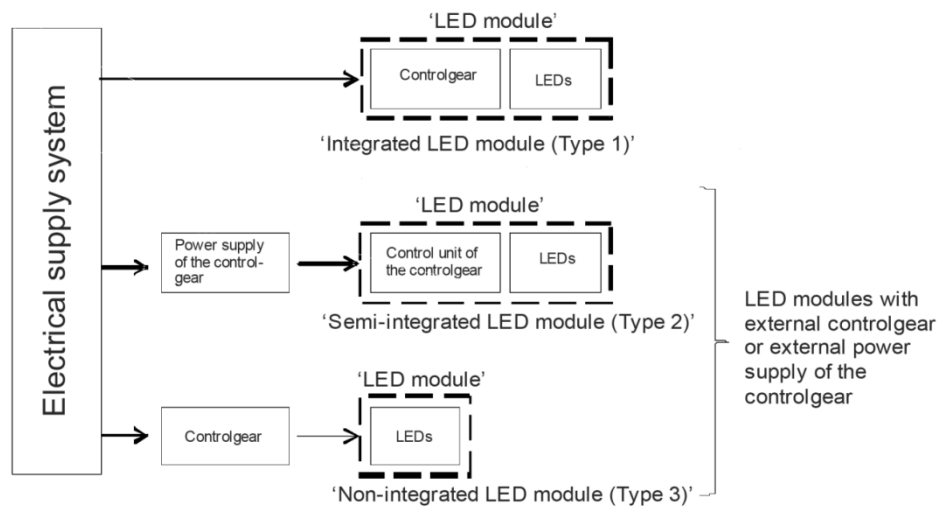 Electrical supply system
‘LED module’
Controlgear
LEDs
‘Integrated LED module (Type 1)’
‘LED module’
Power supply
of the control-
gear
Control unit of
the controlgear
LEDs
‘Semi-integrated LED module (Type 2)’
‘LED module’
Controlgear
LEDs
‘Non-integrated LED module (Type 3)’
LED modules with
external controlgear
or external power
supply of the
controlgear